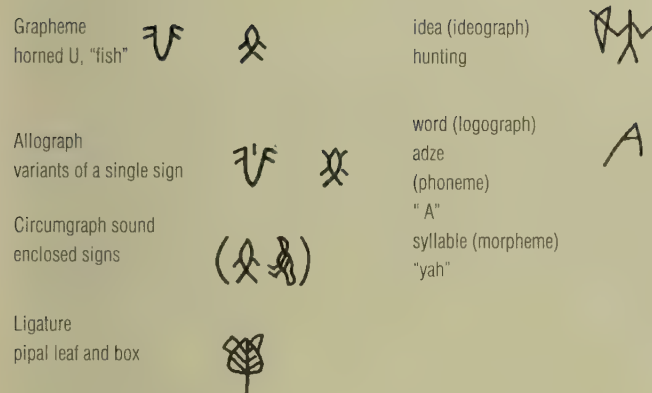 Grapheme
horned U, "fish"
Allograph
variants of a single sign
Circumgraph sound
enclosed signs
Ligature
pipal leaf and box
idea (ideograph)
hunting
word (logograph)
adze
(phoneme)
" A"
syllable (morpheme)
"yah"